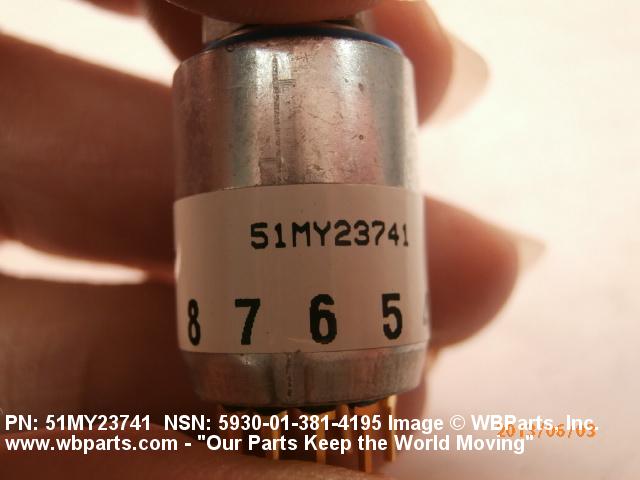 51MY23741
8 7 6 5
PN: 51MY23741 NSN: 5930-01-381-4195 Image © WBParts, Inc.
www.wbparts.com - "Our Parts Keep the World Moving"